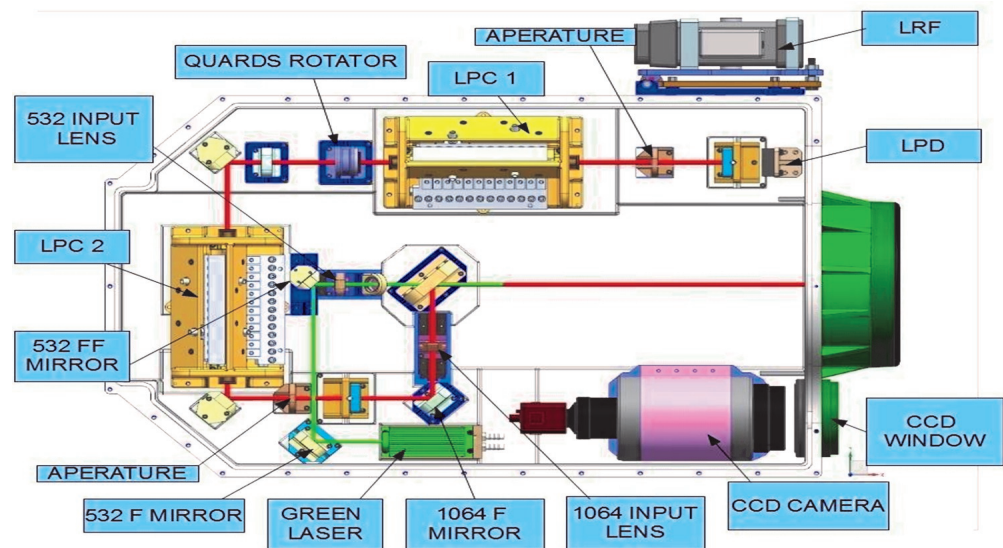 APERATURE
LRF
QUARDS ROTATOR
LPC 1
532 INPUT
LENS
LPD
LPC 2
532 FF
MIRROR
CCD
WINDOW
APERATURE
532 F MIRROR
GREEN
LASER
1064 F
MIRROR
1064 INPUT
LENS
CCD CAMERA